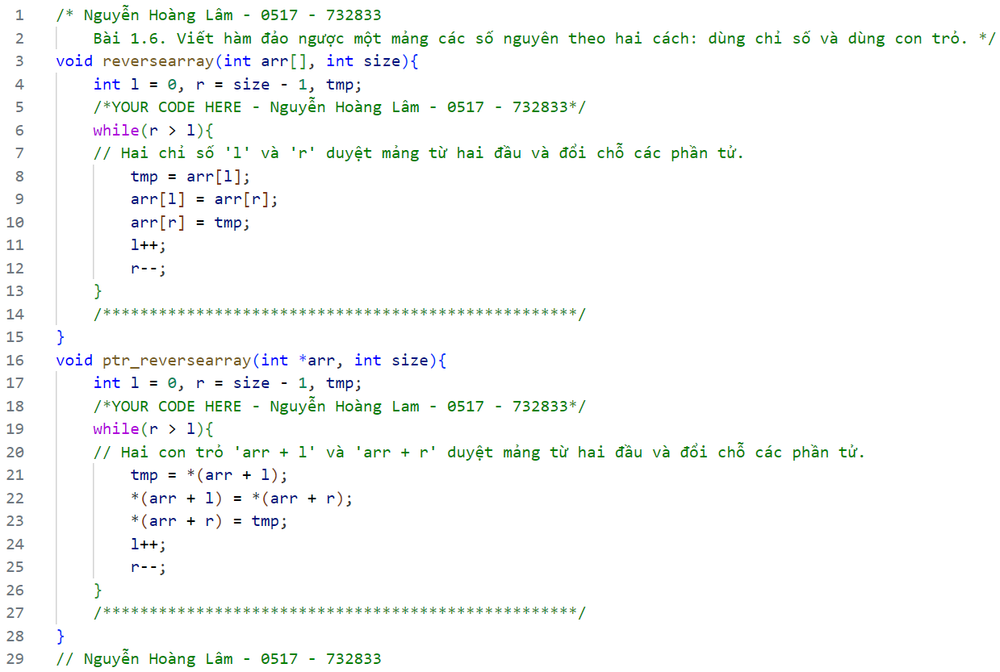 1 /* Nguyễn Hoàng Lâm - 0517 - 732833
2 Bài 1.6. Viết hàm đảo ngược một mảng các số nguyên theo hai cách: dùng chỉ số và dùng con trỏ. */
3 void reversearray(int arr[], int size){
4 int l = 0, r = size - 1, tmp;
5 /*YOUR CODE HERE - Nguyễn Hoàng Lâm - 0517 - 732833*/
6 while(r > l){
7 // Hai chỉ số 'l' và 'r' duyệt mảng từ hai đầu và đổi chỗ các phần tử.
8 tmp = arr[l];
9 arr[l] = arr[r];
10 arr[r] = tmp;
11 l++;
12 r--;
13 }
14 /***************************************************/
15 }
16 void ptr_reversearray(int *arr, int size){
17 int l = 0, r = size - 1, tmp;
18 /*YOUR CODE HERE - Nguyễn Hoàng Lam - 0517 - 732833*/
19 while(r > l){
20 // Hai con trỏ 'arr + l' và 'arr + r' duyệt mảng từ hai đầu và đổi chỗ các phần tử.
21 tmp = *(arr + l);
22 *(arr + l) = *(arr + r);
23 *(arr + r) = tmp;
24 l++;
25 r--;
26 }
27 /***************************************************/
28 }
29 // Nguyễn Hoàng Lâm - 0517 - 732833